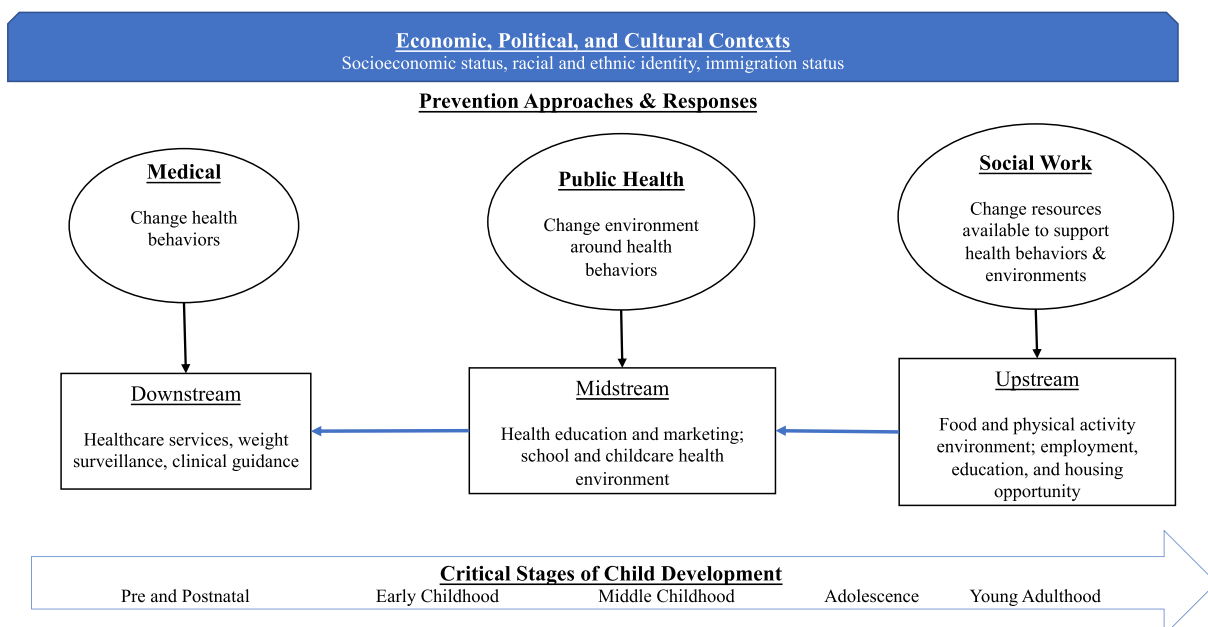 Economic, Political, and Cultural Contexts
Socioeconomic status, racial and ethnic identity, immigration status
Prevention Approaches & Responses
Medical
Change health
behaviors
Public Health
Change environment
around health
behaviors
Social Work
Change resources
available to support
health behaviors &
environments
Downstream
Healthcare services, weight
surveillance, clinical guidance
Midstream
Health education and marketing;
school and childcare health
environment
Upstream
Food and physical activity
environment; employment,
education, and housing
opportunity
Critical Stages of Child Development
Pre and Postnatal Early Childhood Middle Childhood Adolescence Young Adulthood